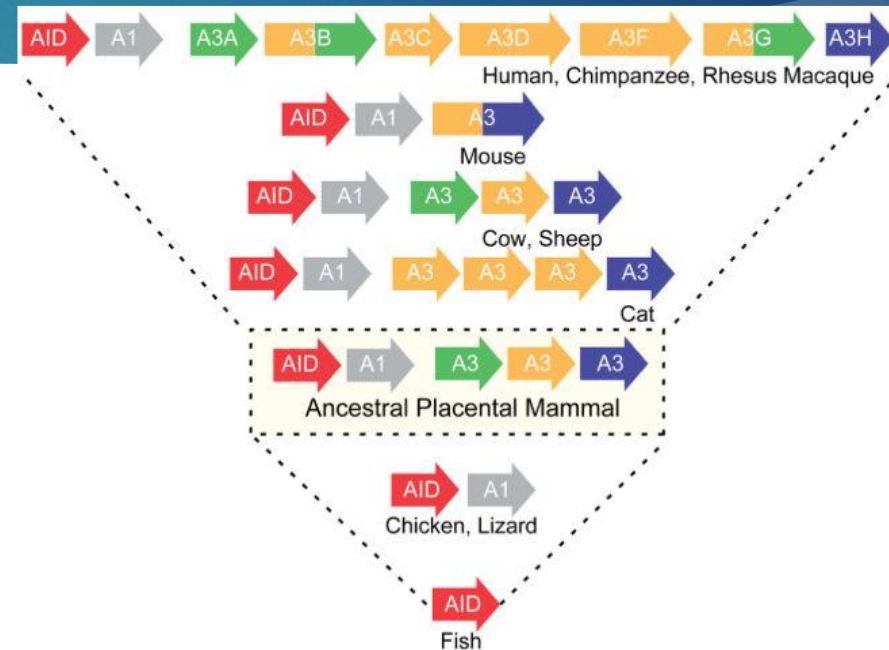 AID A1 A3A A3B A3C A3D A3F A3G A3H
Human, Chimpanzee, Rhesus Macaque
AID A1 A3
Mouse
AID A1 A3 A3 A3
Cow, Sheep
AID A1 A3 A3 A3 A3
Cat
AID A1 A3 A3 A3
Ancestral Placental Mammal
AID A1
Chicken, Lizard
AID
Fish